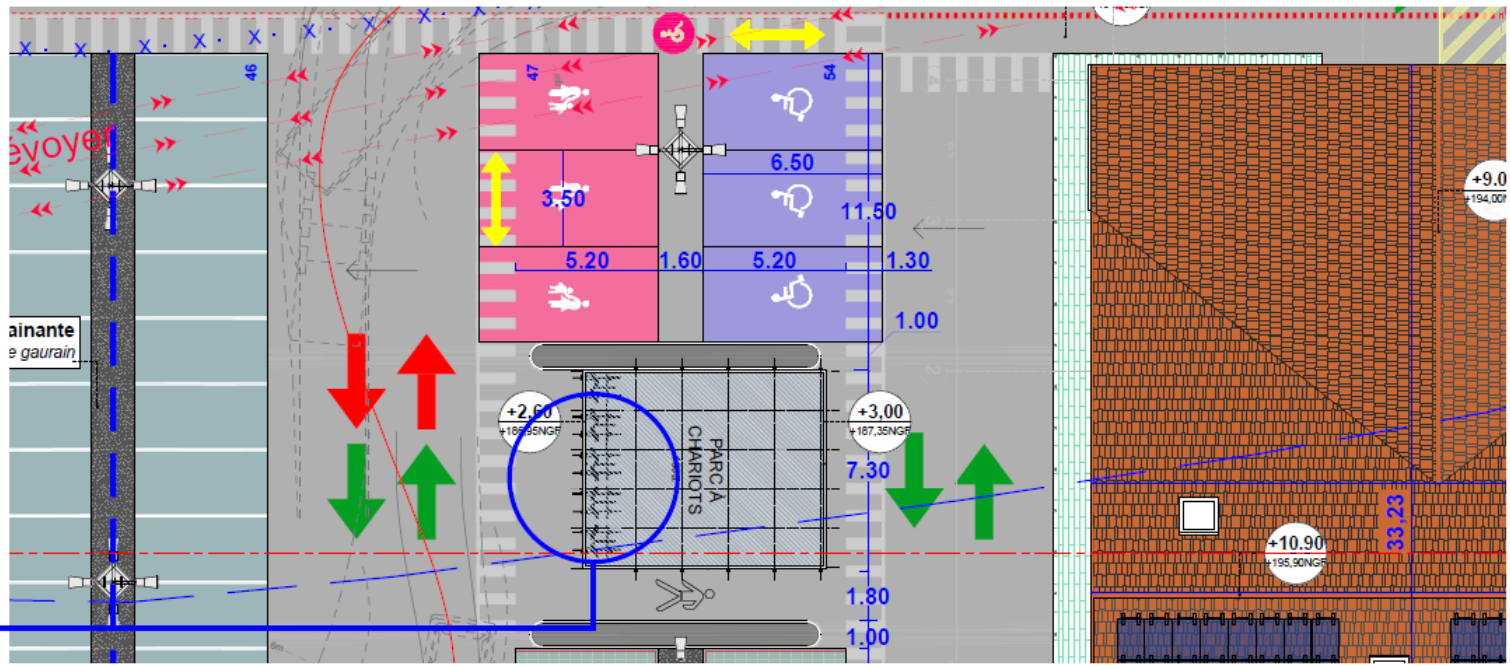 46
47
54
évoyer
6.50
3.50
11.50
5.20
1.60
5.20
1.30
1.00
ainante
e gaurain
+2,60
+186,95NGF
PARC À
CHARIOTS
+3,00
+187,35NGF
7.30
+9.0
+194,00N
33,23
+10.90
+195,90NGF
1.80
1.00